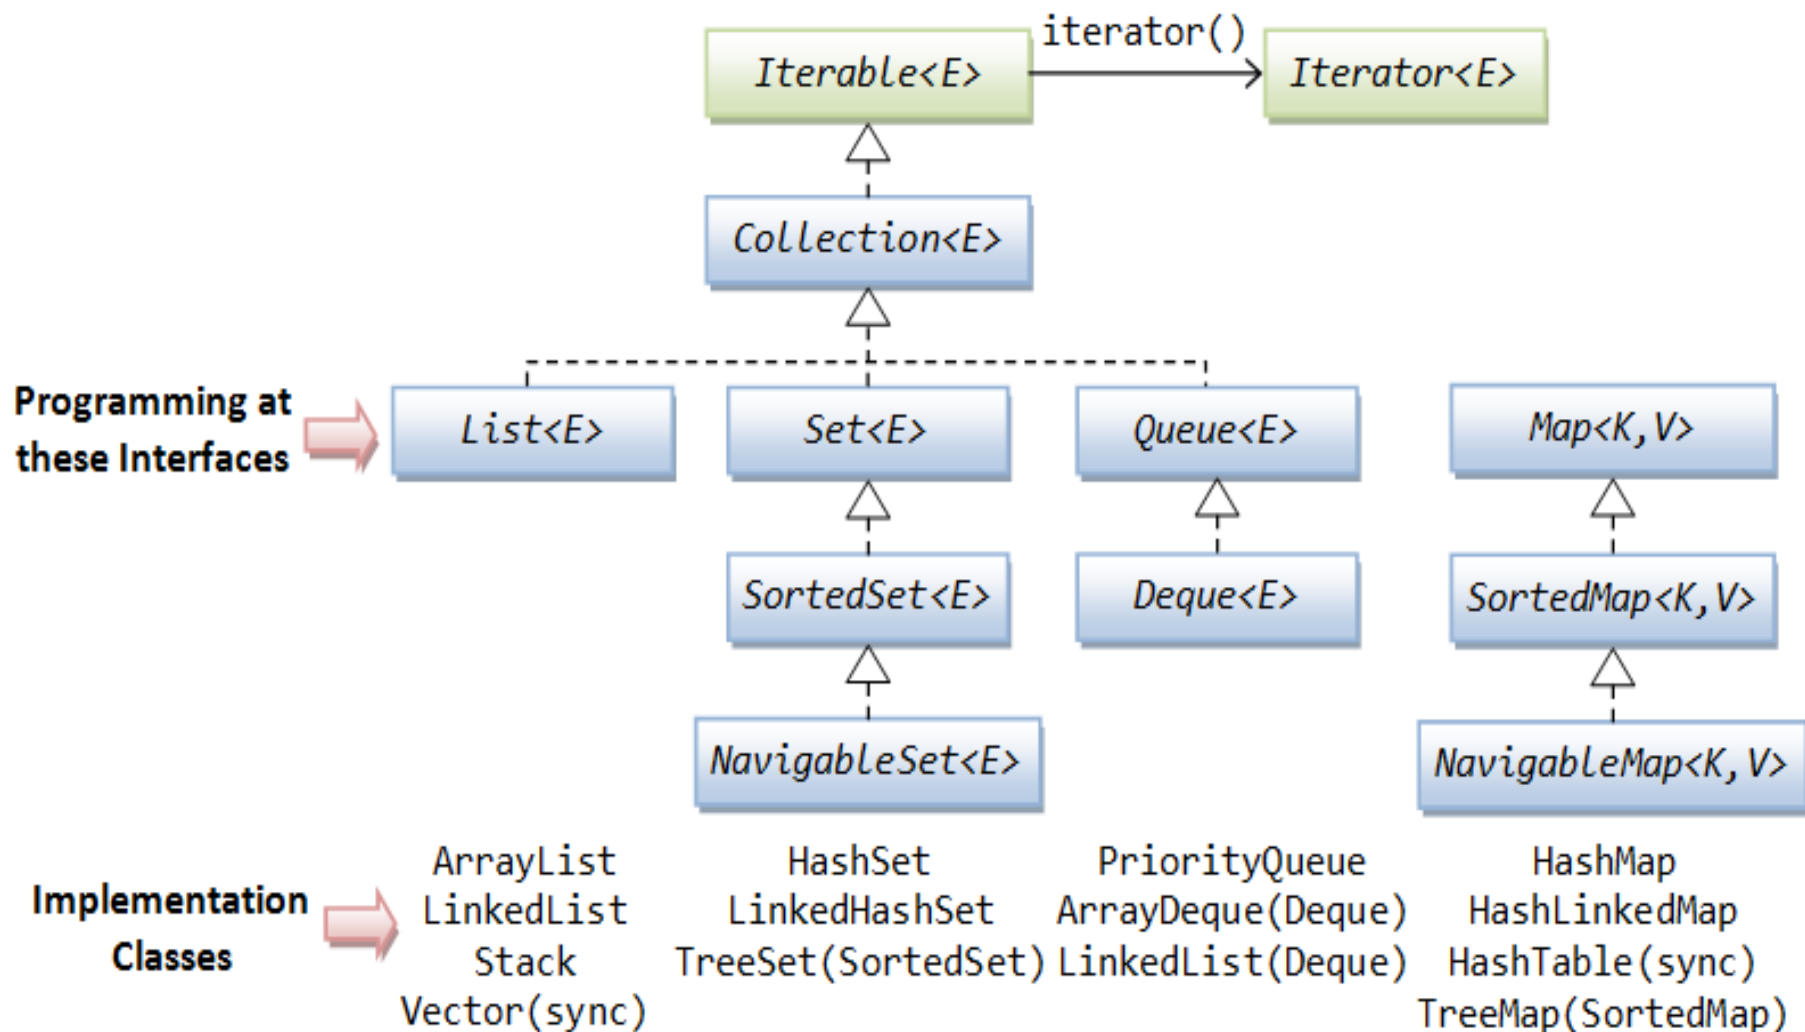 iterator()
Iterable<E>
Iterator<E>
Collection<E>
Programming at
these Interfaces
List<E>
Set<E>
Queue<E>
Map<K,V>
SortedSet<E>
Deque<E>
SortedMap<K,V>
NavigableSet<E>
NavigableMap<K,V>
Implementation
Classes
ArrayList
LinkedList
Stack
Vector(sync)
HashSet
LinkedHashSet
TreeSet(SortedSet)
PriorityQueue
ArrayDeque(Deque)
LinkedList(Deque)
HashMap
HashLinkedMap
HashTable(sync)
TreeMap(SortedMap)